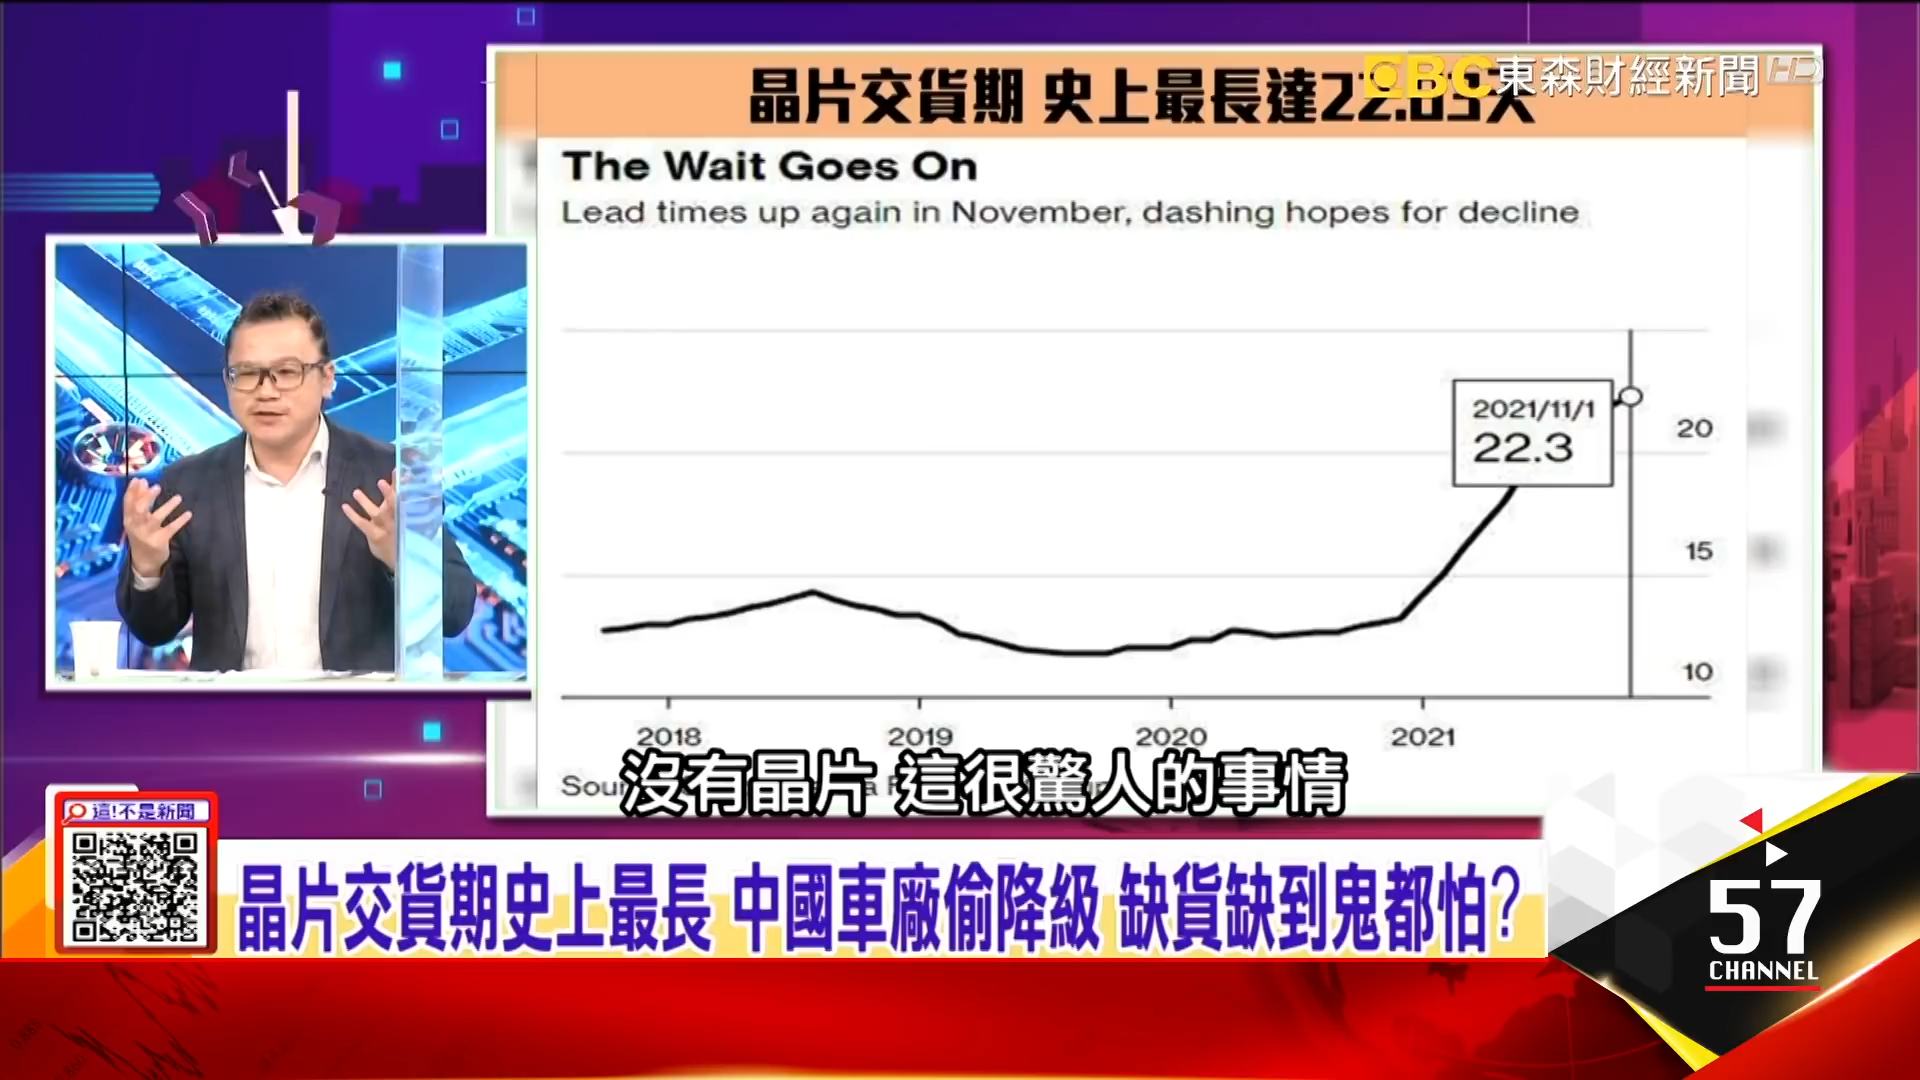 晶片交貨期 史上最長達22.83天
EBC東森財經新聞 HD
The Wait Goes On
Lead times up again in November, dashing hopes for decline
2021/11/1
22.3
20
15
10
2018 2019 2020 2021
沒有晶片 這很驚人的事情
這!不是新聞
晶片交貨期史上最長 中國車廠偷降級 缺貨缺到鬼都怕?
57
CHANNEL